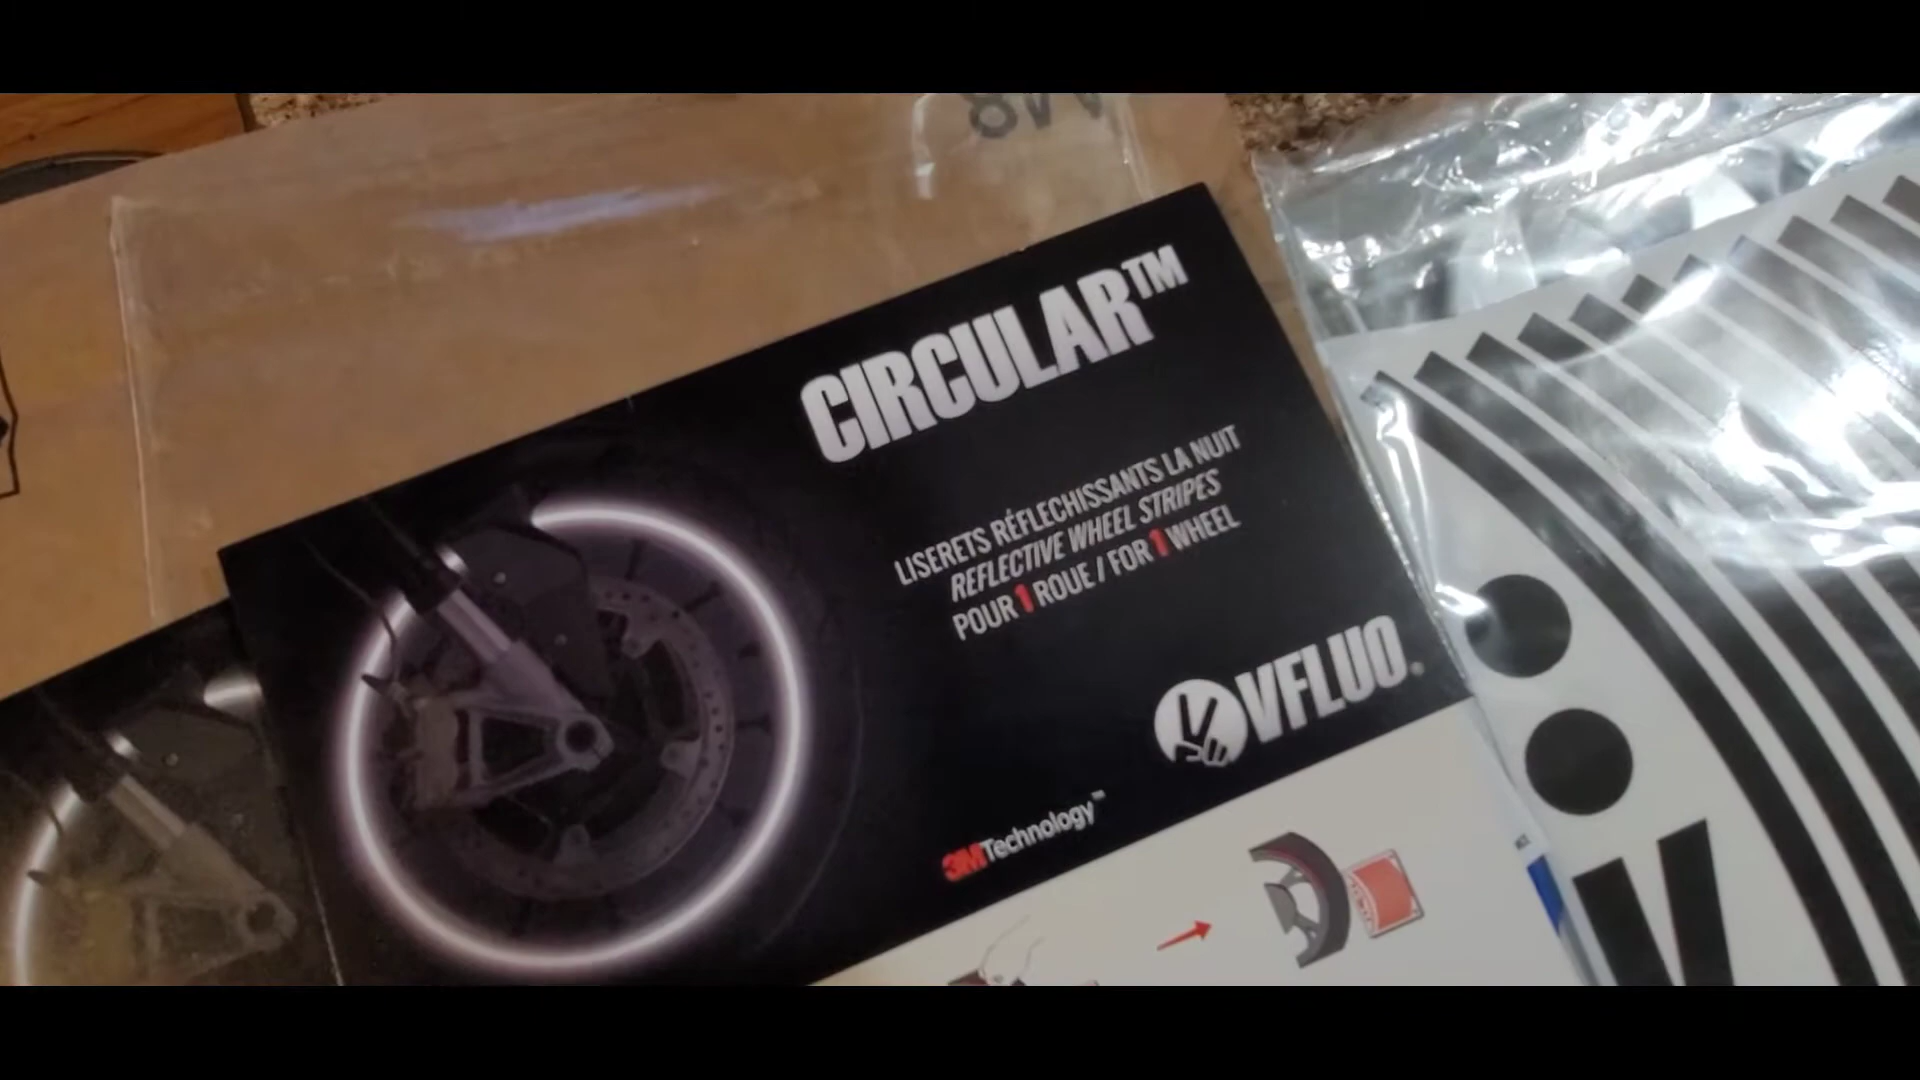 CIRCULAR™
LISERETS RÉFLECHISSANTS LA NUIT
REFLECTIVE WHEEL STRIPES
POUR 1 ROUE / FOR 1 WHEEL
VFLUO®
3M Technology™